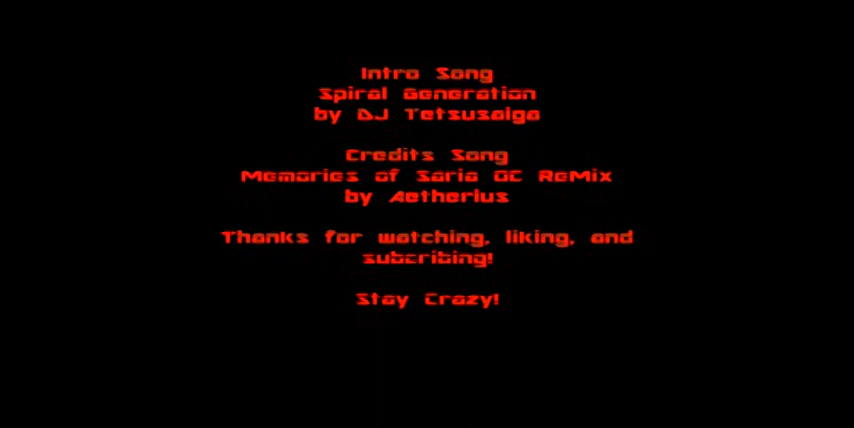 Intro Song
Spiral Generation
by DJ Tetsusaiga
Credits Song
Memories of Saria OC ReMix
by Aetherius
Thanks for watching, liking, and
subcribing!
Stay Crazy!